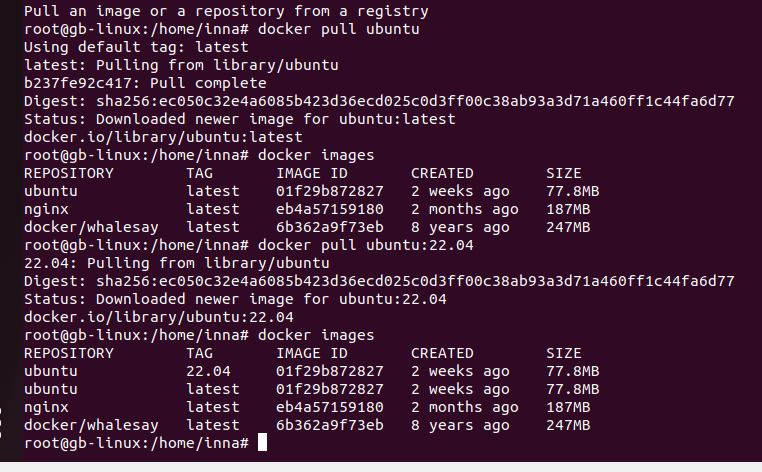 Pull an image or a repository from a registry
root@gb-linux:/home/inna# docker pull ubuntu
Using default tag: latest
latest: Pulling from library/ubuntu
b237fe92c417: Pull complete
Digest: sha256:ec050c32e4a6085b423d36ecd025c0d3ff00c38ab93a3d71a460ff1c44fa6d77
Status: Downloaded newer image for ubuntu:latest
docker.io/library/ubuntu:latest
root@gb-linux:/home/inna# docker images
REPOSITORY        TAG       IMAGE ID       CREATED        SIZE
ubuntu            latest    01f29b872827   2 weeks ago    77.8MB
nginx             latest    eb4a57159180   2 months ago   187MB
docker/whalesay   latest    6b362a9f73eb   8 years ago    247MB
root@gb-linux:/home/inna# docker pull ubuntu:22.04
22.04: Pulling from library/ubuntu
Digest: sha256:ec050c32e4a6085b423d36ecd025c0d3ff00c38ab93a3d71a460ff1c44fa6d77
Status: Downloaded newer image for ubuntu:22.04
docker.io/library/ubuntu:22.04
root@gb-linux:/home/inna# docker images
REPOSITORY        TAG       IMAGE ID       CREATED        SIZE
ubuntu            22.04     01f29b872827   2 weeks ago    77.8MB
ubuntu            latest    01f29b872827   2 weeks ago    77.8MB
nginx             latest    eb4a57159180   2 months ago   187MB
docker/whalesay   latest    6b362a9f73eb   8 years ago    247MB
root@gb-linux:/home/inna#